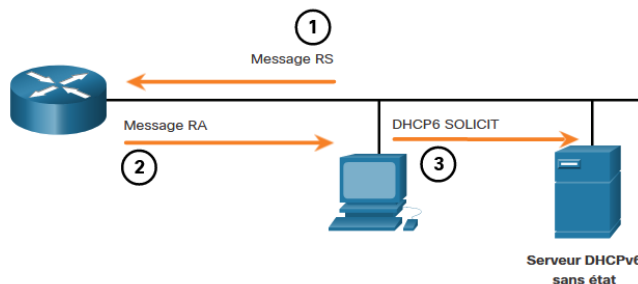 1
Message RS
Message RA
DHCP6 SOLICIT
2
3
Serveur DHCPv6
sans état